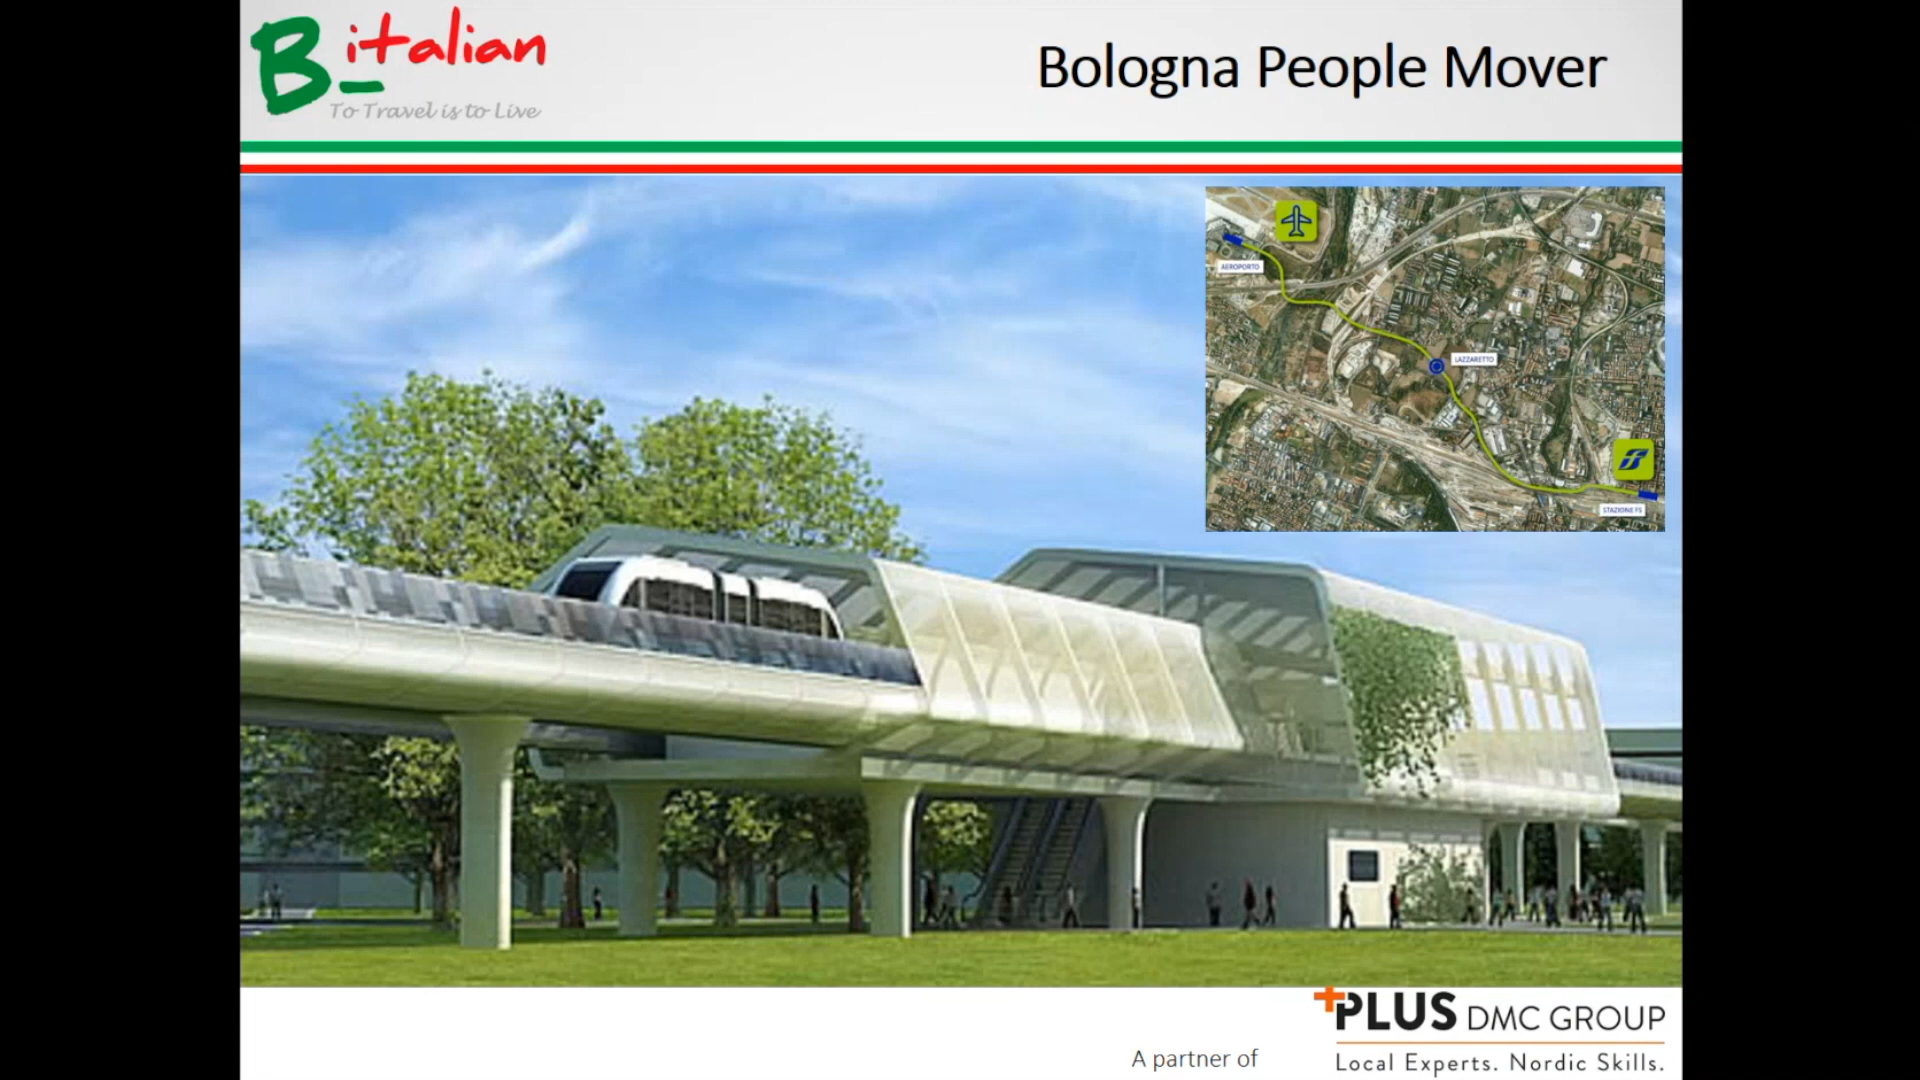 B_italian
To Travel is to Live
Bologna People Mover
AEROPORTO
LAZZARETTO
STAZIONE FS
A partner of
+PLUS DMC GROUP
Local Experts. Nordic Skills.